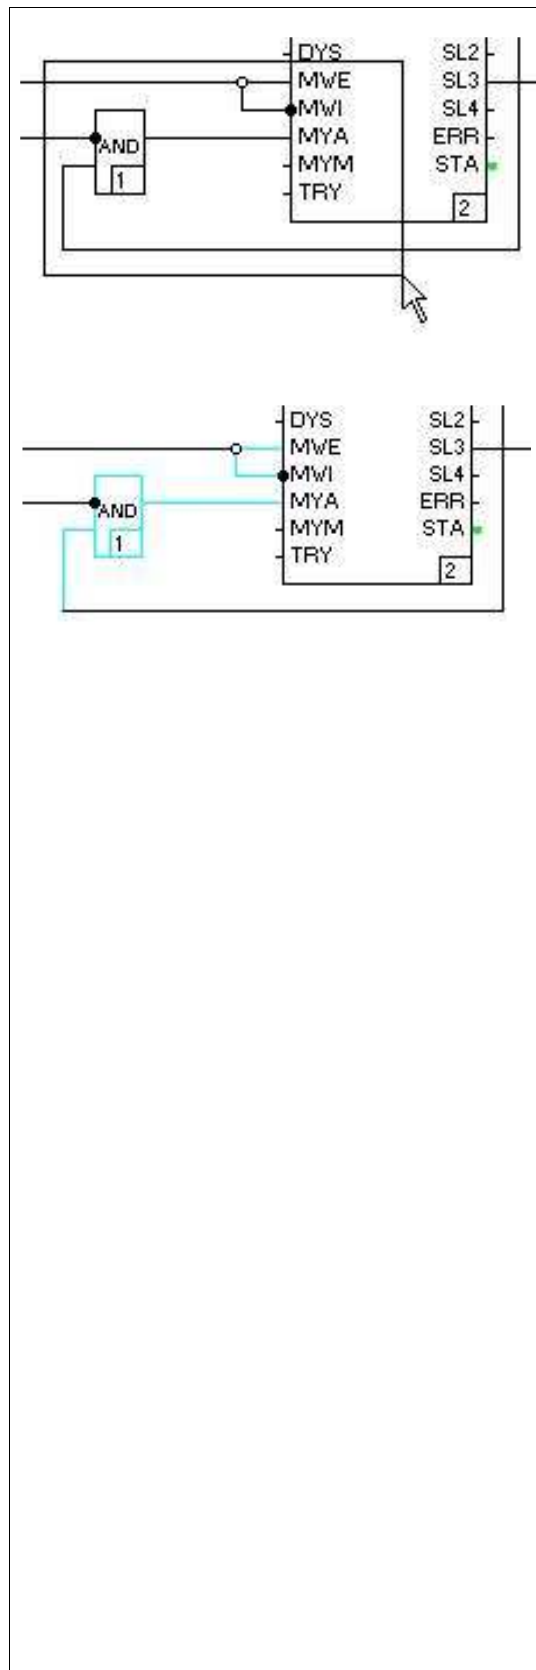 DYS SL2
MWE SL3
MWI SL4
AND MYA ERR
1 MYM STA
TRY
2
DYS SL2
MWE SL3
MWI SL4
AND MYA ERR
1 MYM STA
TRY
2